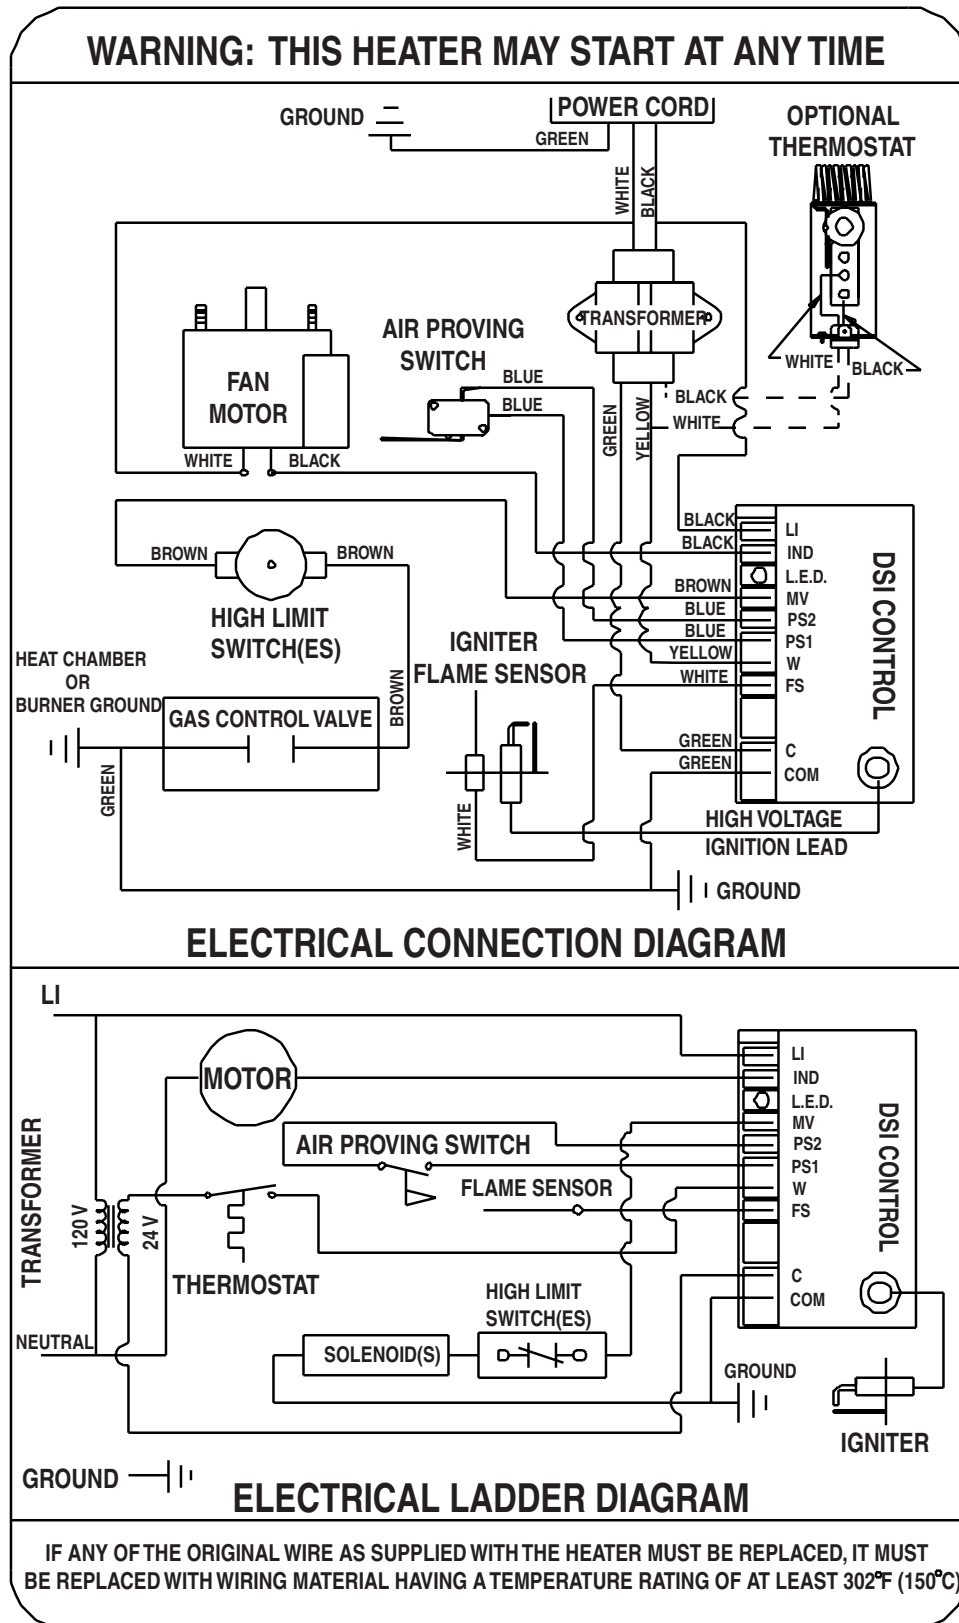 WARNING: THIS HEATER MAY START AT ANY TIME
GROUND
POWER CORD
GREEN
WHITE
BLACK
OPTIONAL
THERMOSTAT
TRANSFORMER
AIR PROVING
SWITCH
BLUE
BLUE
FAN
MOTOR
WHITE
BLACK
WHITE
BLACK
BLACK
WHITE
GREEN
YELLOW
BLACK
BLACK
BROWN
BLUE
BLUE
YELLOW
WHITE
GREEN
GREEN
LI
IND
L.E.D.
MV
PS2
PS1
W
FS
C
COM
DSI CONTROL
BROWN
BROWN
HIGH LIMIT
SWITCH(ES)
IGNITER
FLAME SENSOR
HEAT CHAMBER
OR
BURNER GROUND
GAS CONTROL VALVE
BROWN
GREEN
WHITE
HIGH VOLTAGE
IGNITION LEAD
GROUND
ELECTRICAL CONNECTION DIAGRAM
LI
MOTOR
AIR PROVING SWITCH
FLAME SENSOR
TRANSFORMER
120 V
24 V
THERMOSTAT
NEUTRAL
HIGH LIMIT
SWITCH(ES)
SOLENOID(S)
LI
IND
L.E.D.
MV
PS2
PS1
W
FS
C
COM
DSI CONTROL
GROUND
IGNITER
GROUND
ELECTRICAL LADDER DIAGRAM
IF ANY OF THE ORIGINAL WIRE AS SUPPLIED WITH THE HEATER MUST BE REPLACED, IT MUST
BE REPLACED WITH WIRING MATERIAL HAVING A TEMPERATURE RATING OF AT LEAST 302°F (150°C)